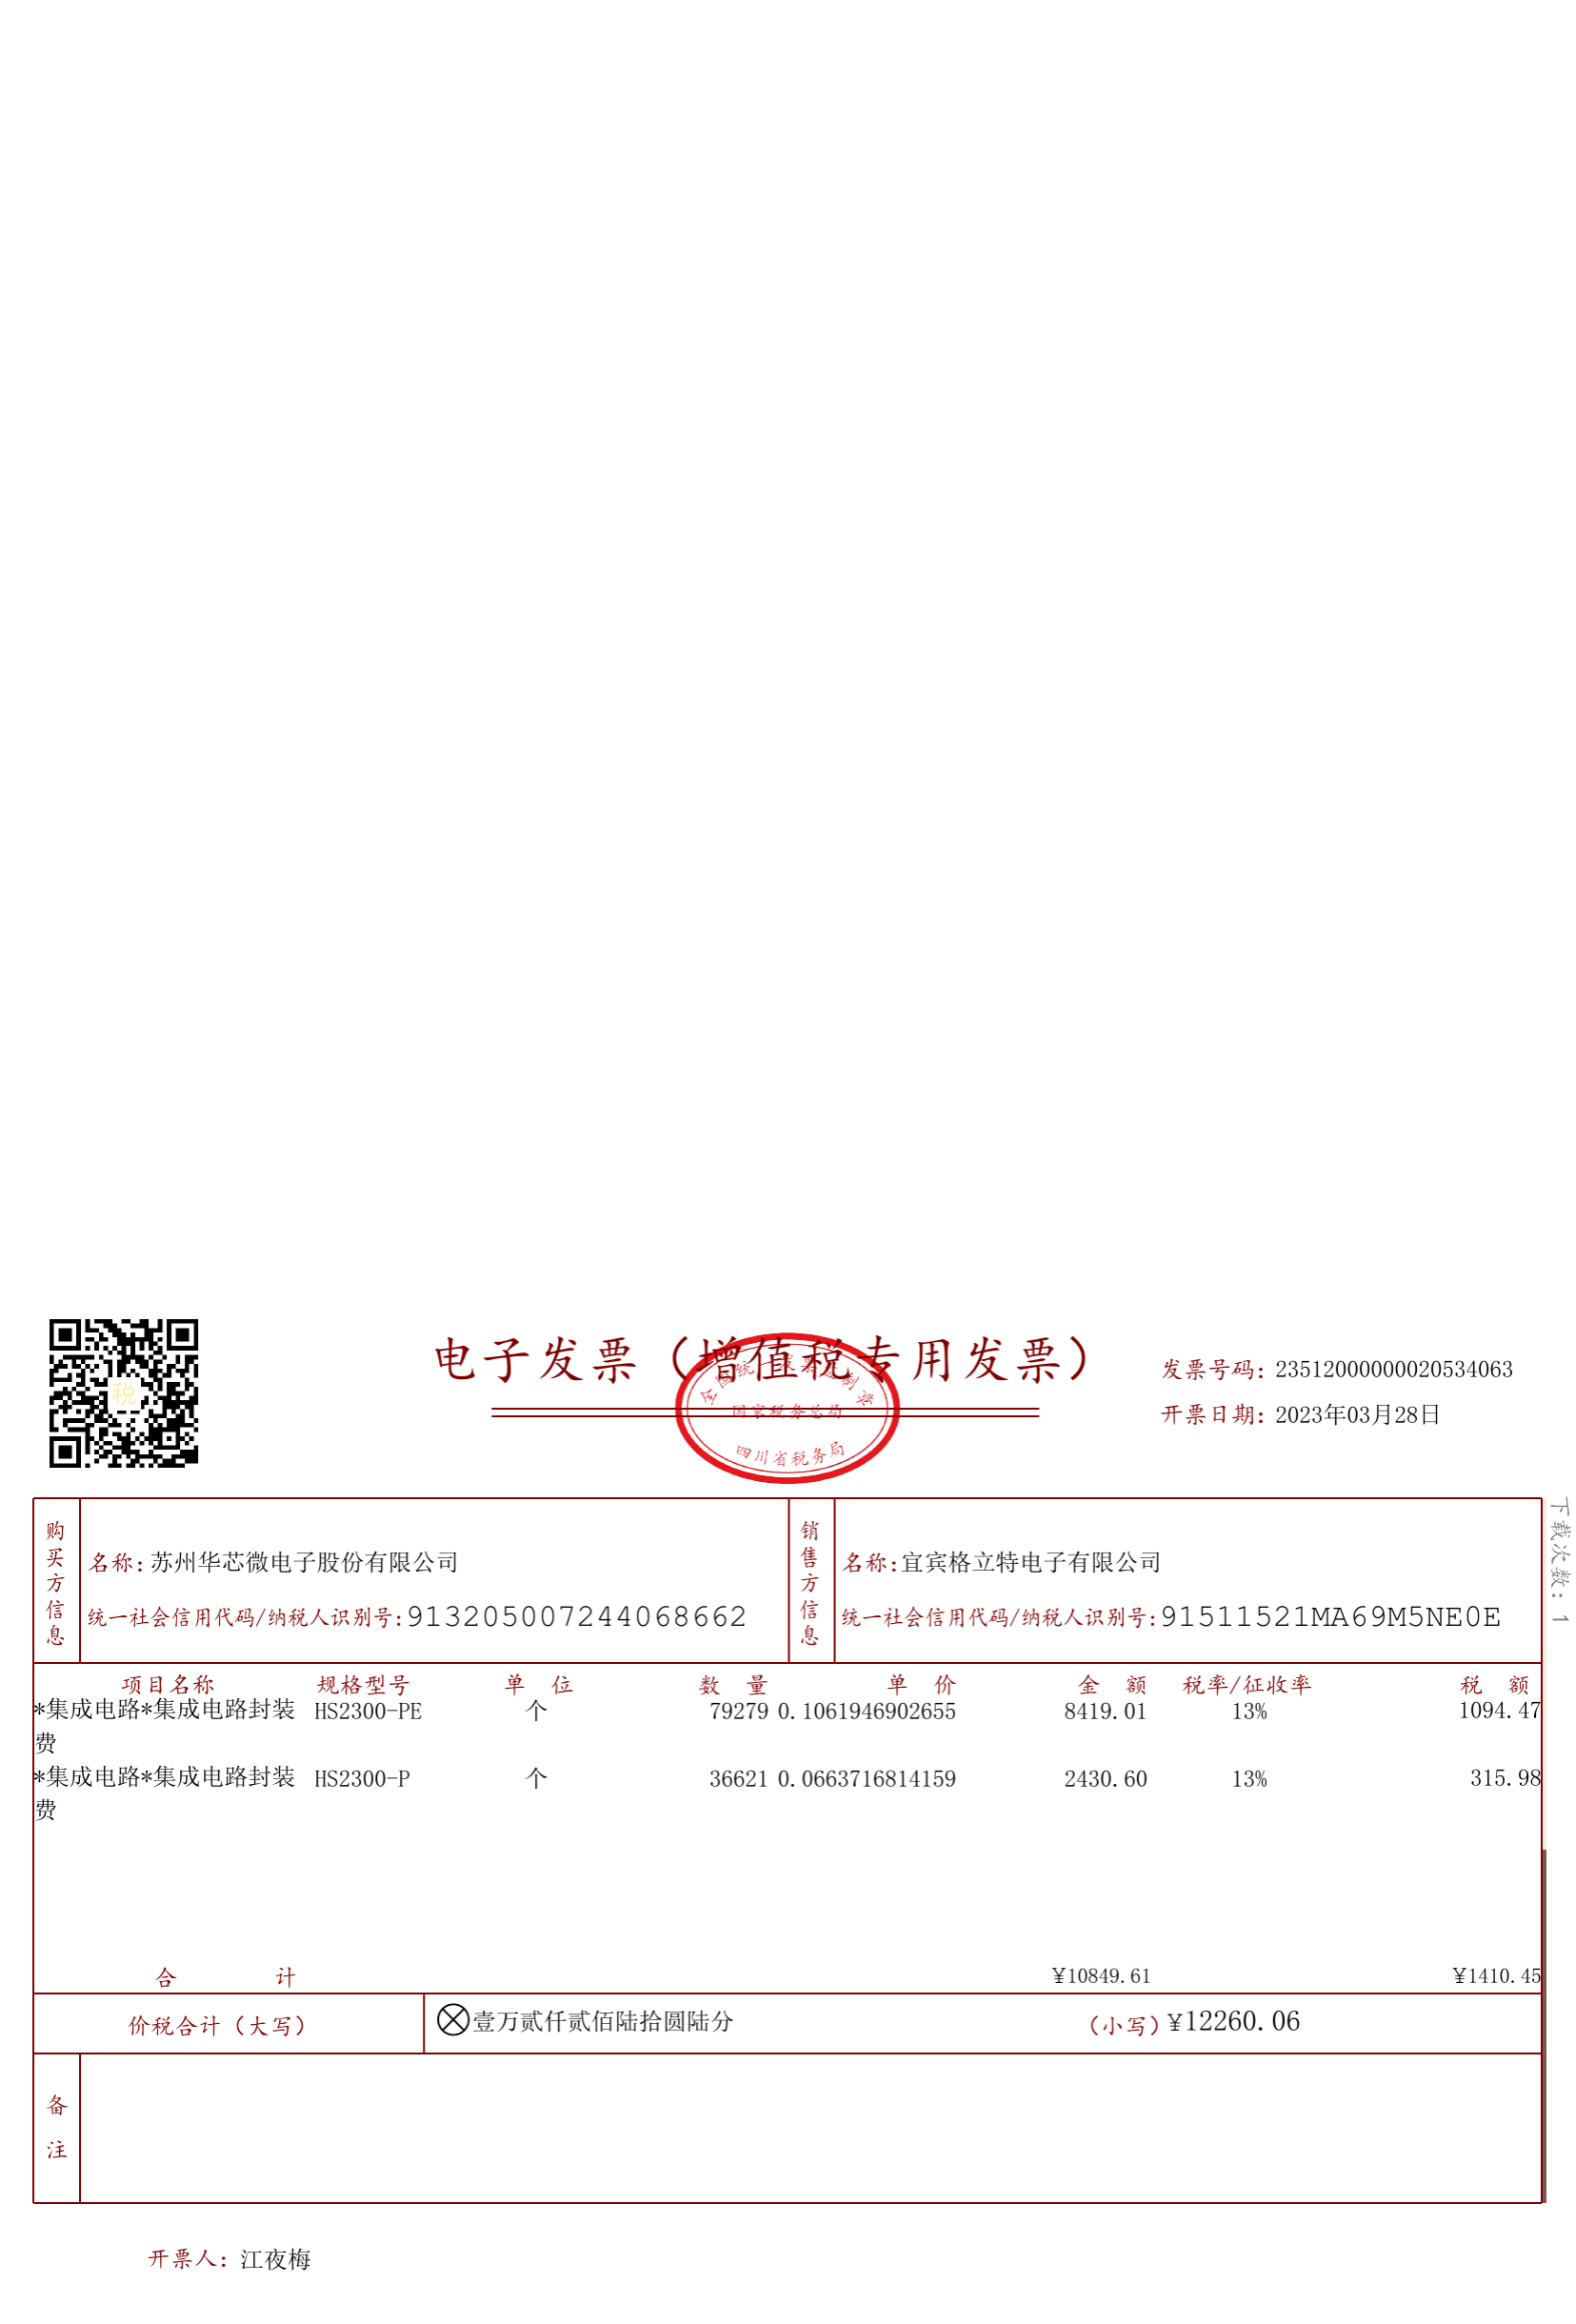 电子发票（增值税专用发票）
全国统一发票监制章
国家税务总局
四川省税务局
税
发票号码：23512000000020534063
开票日期：2023年03月28日
下载次数：1
购买方信息
名称：苏州华芯微电子股份有限公司
统一社会信用代码/纳税人识别号：913205007244068662
销售方信息
名称：宜宾格立特电子有限公司
统一社会信用代码/纳税人识别号：91511521MA69M5NE0E
项目名称 规格型号 单 位 数 量 单 价 金 额 税率/征收率 税 额
*集成电路*集成电路封装 HS2300-PE 个 79279 0.1061946902655 8419.01 13% 1094.47
费
*集成电路*集成电路封装 HS2300-P 个 36621 0.0663716814159 2430.60 13% 315.98
费
合 计 ¥10849.61 ¥1410.45
价税合计（大写） ⊗壹万贰仟贰佰陆拾圆陆分 （小写）¥12260.06
备注
开票人：江夜梅